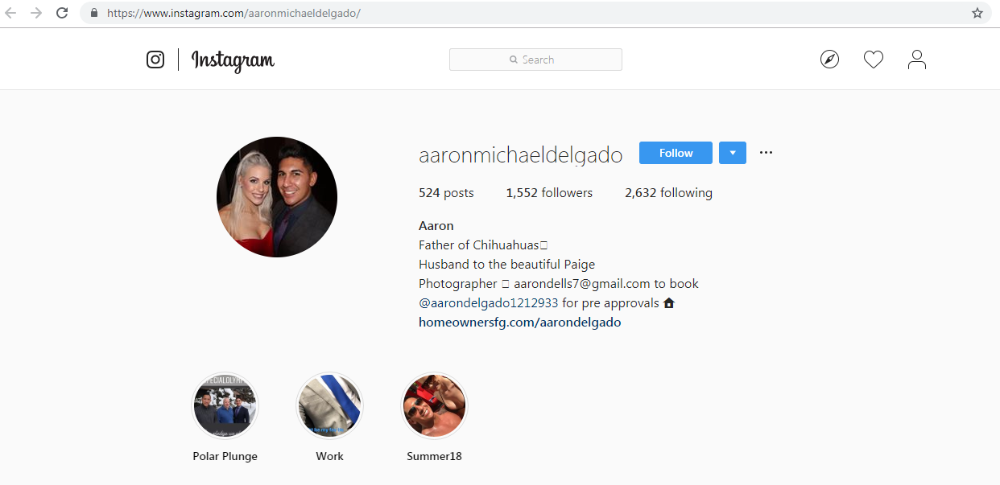 https://www.instagram.com/aaronmichaeldelgado/
Instagram
Search
aaronmichaeldelgado
Follow
524 posts
1,552 followers
2,632 following
Aaron
Father of Chihuahuas
Husband to the beautiful Paige
Photographer aarondells7@gmail.com to book
@aarondelgado1212933 for pre approvals
homeownersfg.com/aarondelgado
Polar Plunge
Work
Summer18